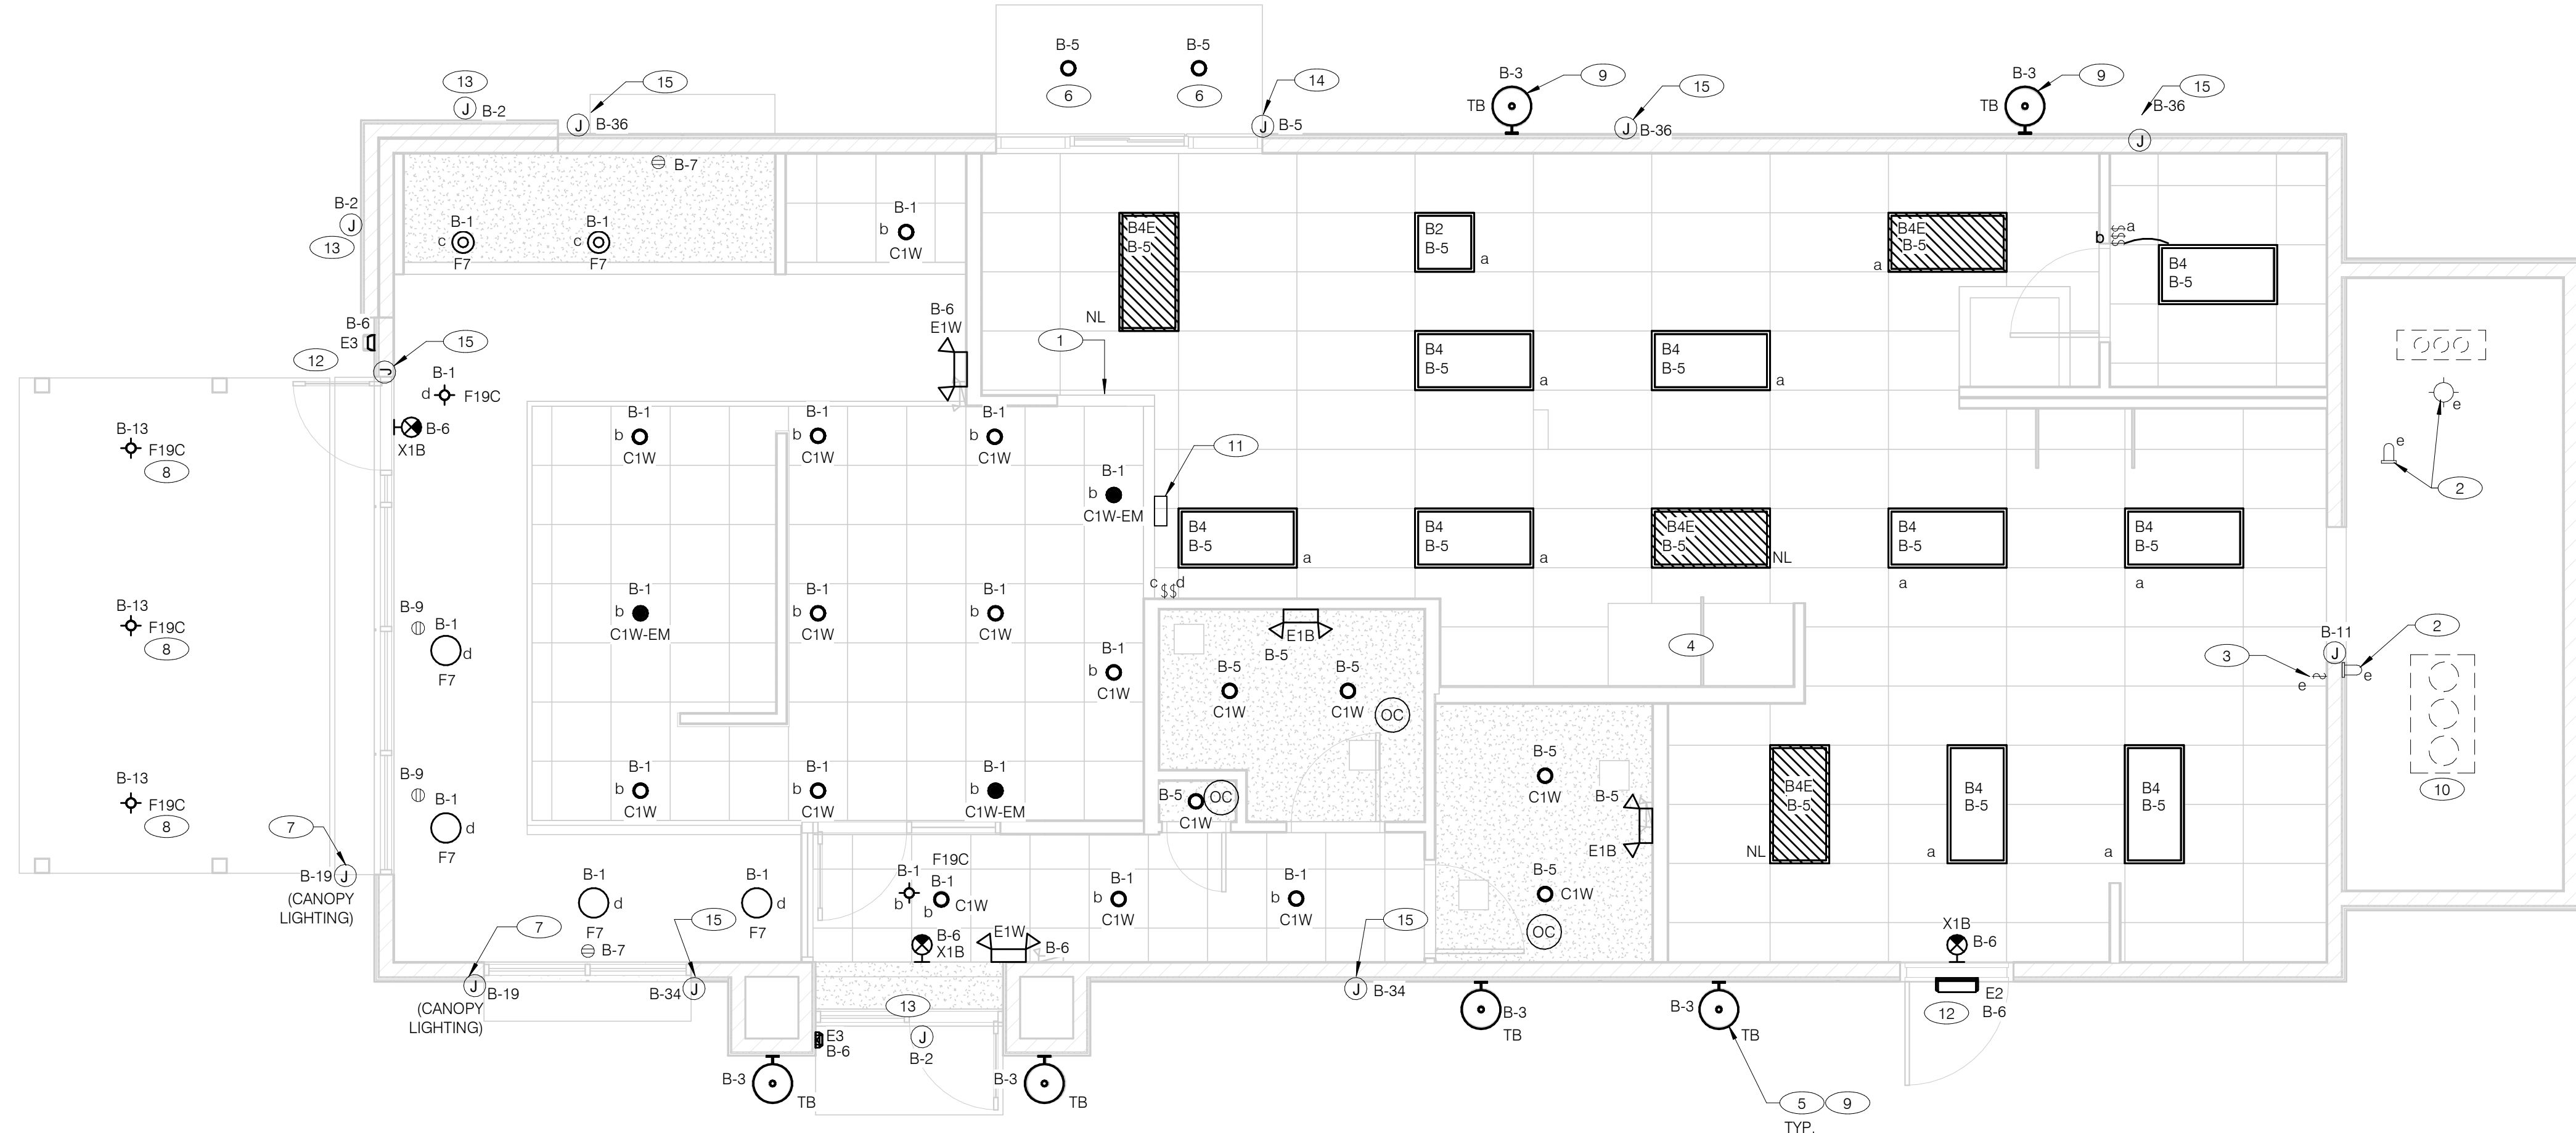 B-5
B-5
6
6
13
J
B-2
15
J
B-36
14
J
B-5
B-3
TB
9
15
J
B-36
B-3
TB
9
15
B-36
J
B-7
B-2
J
13
B-1
c
F7
B-1
c
F7
B-1
b
C1W
B4E
B-5
NL
B2
B-5
a
B4E
B-5
a
b
a
B4
B-5
B-6
E3
12
15
J
B-6
E1W
1
B4
B-5
a
B4
B-5
a
B-1
d
F19C
B-6
X1B
B-1
b
C1W
B-1
b
C1W
B-1
b
C1W
11
e
e
2
B-13
F19C
8
B-1
b
C1W-EM
B4
B-5
a
B4
B-5
a
B4E
B-5
NL
B4
B-5
a
B4
B-5
a
c
$$
d
B-13
F19C
8
B-9
B-1
d
F7
B-1
b
C1W-EM
B-1
b
C1W
B-1
b
C1W
B-1
b
C1W
E1B
B-5
B-5
C1W
B-5
C1W
OC
4
3
e
B-11
J
2
e
10
B-13
F19C
8
B-9
B-1
d
F7
B-1
b
C1W
B-1
b
C1W
B-1
b
C1W-EM
B-5
C1W
OC
B-5
C1W
B-5
E1B
B4E
B-5
NL
B4
B-5
a
B4
B-5
a
7
B-19
J
(CANOPY
LIGHTING)
B-1
d
F7
B-7
B-1
d
F7
B-1
b
F19C
B-1
b
C1W
B-1
b
C1W
B-1
b
C1W
B-5
C1W
OC
7
J
B-19
(CANOPY
LIGHTING)
15
B-34
J
B-6
X1B
E1W
B-6
15
J
B-34
X1B
B-6
13
E3
B-6
J
B-2
B-3
TB
B-3
TB
B-3
TB
B-3
TB
12
E2
B-6
5
9
TYP.